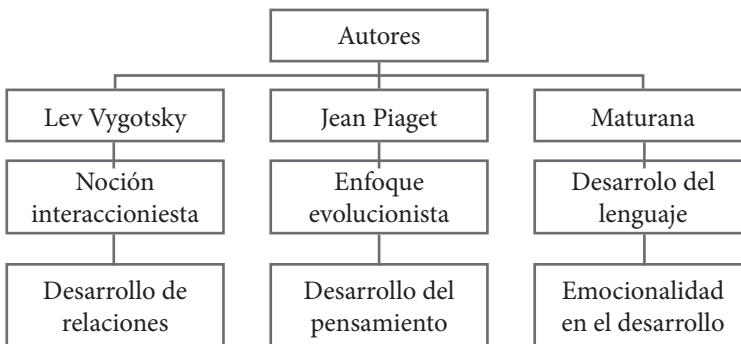 Autores
Lev Vygotsky
Jean Piaget
Maturana
Noción
interaccioniesta
Enfoque
evolucionista
Desarrolo del
lenguaje
Desarrollo de
relaciones
Desarrollo del
pensamiento
Emocionalidad
en el desarrollo